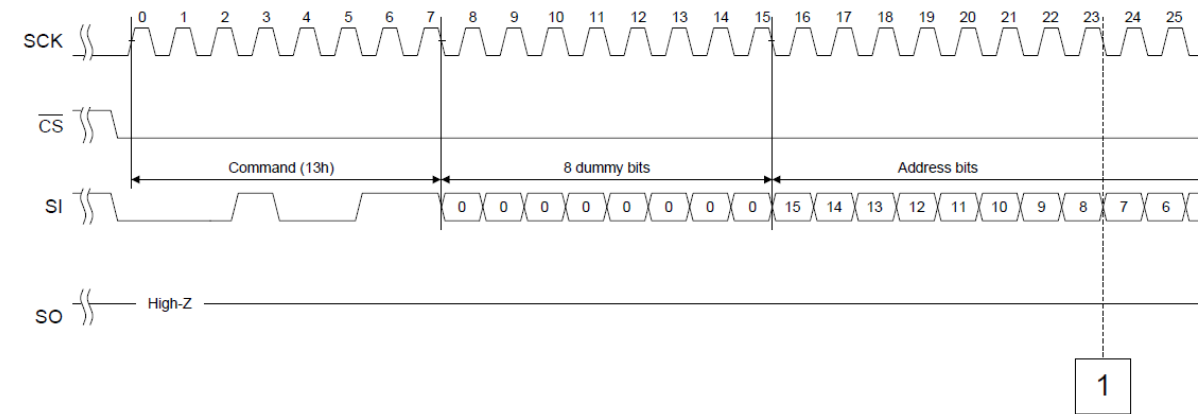 0 1 2 3 4 5 6 7 8 9 10 11 12 13 14 15 16 17 18 19 20 21 22 23 24 25
SCK
CS
Command (13h) 8 dummy bits Address bits
SI 0 0 0 0 0 0 0 0 15 14 13 12 11 10 9 8 7 6
High-Z
SO
1